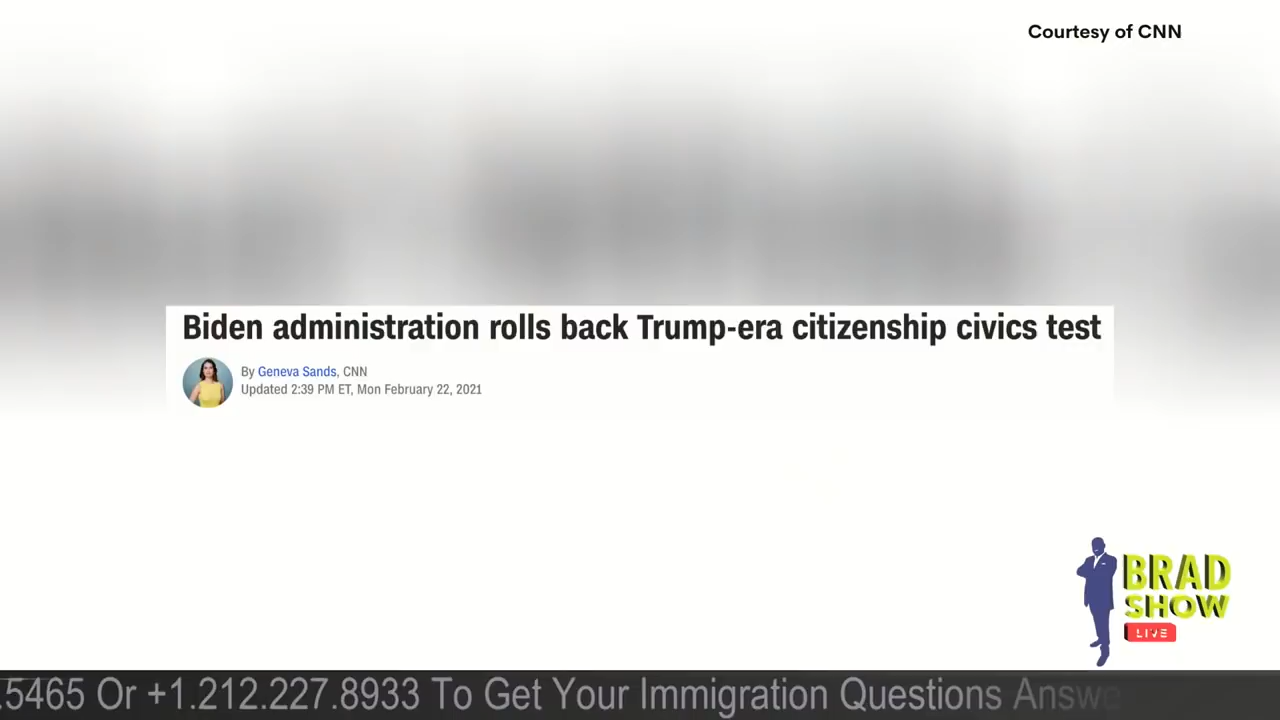 Courtesy of CNN
Biden administration rolls back Trump-era citizenship civics test
By Geneva Sands, CNN
Updated 2:39 PM ET, Mon February 22, 2021
BRAD
SHOW
LIVE
.5465 Or +1.212.227.8933 To Get Your Immigration Questions Answe